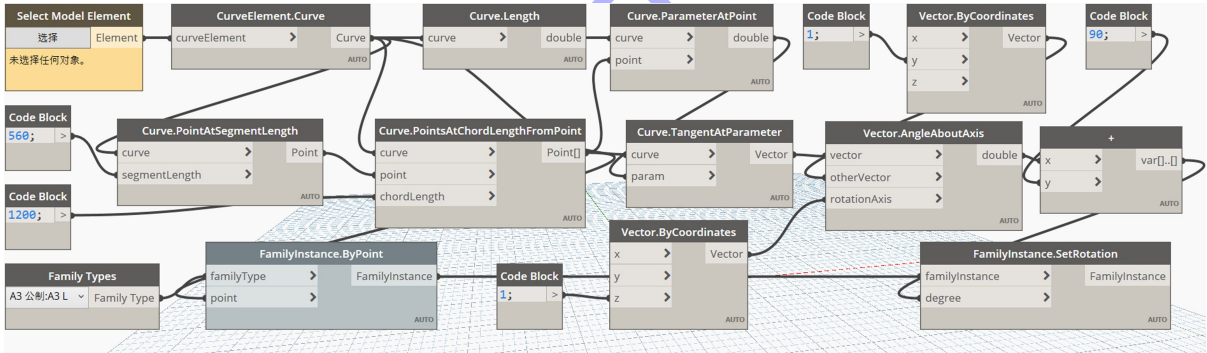 Select Model Element
选择
Element
未选择任何对象。
CurveElement.Curve
curveElement > Curve
AUTO
Curve.Length
curve > double
AUTO
Curve.ParameterAtPoint
curve > double
point >
AUTO
Code Block
1; >
Vector.ByCoordinates
x > Vector
y >
z >
AUTO
Code Block
90; >
Code Block
560; >
Curve.PointAtSegmentLength
curve > Point
segmentLength >
AUTO
Curve.PointsAtChordLengthFromPoint
curve > Point[]
point >
chordLength >
AUTO
Curve.TangentAtParameter
curve > Vector
param >
AUTO
Vector.AngleAboutAxis
vector > double
otherVector >
rotationAxis >
AUTO
+
x > var[]..[]
y >
AUTO
Code Block
1200; >
Family Types
A3 公制:A3 L
Family Type
FamilyInstance.ByPoint
familyType > FamilyInstance
point >
AUTO
Code Block
1; >
Vector.ByCoordinates
x > Vector
y >
z >
AUTO
FamilyInstance.SetRotation
familyInstance > FamilyInstance
degree >
AUTO